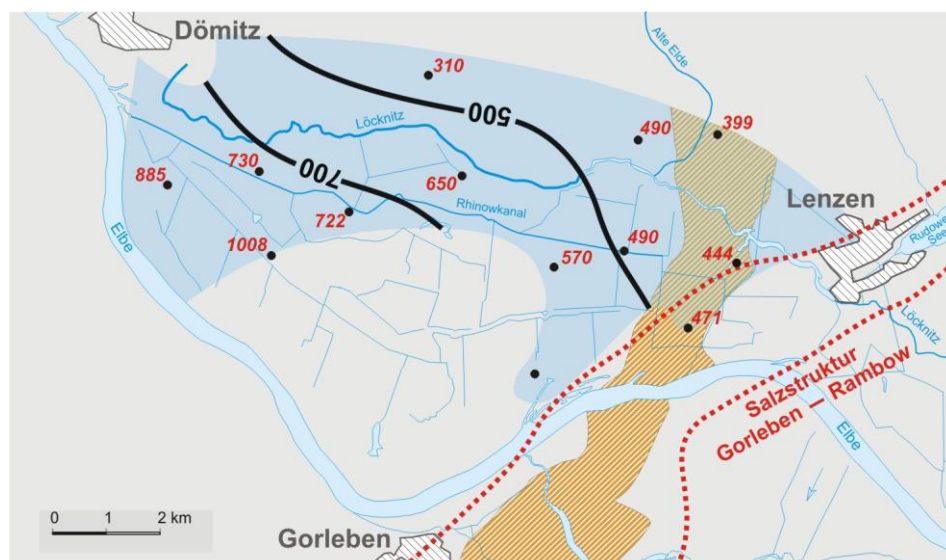 Dömitz
310
500
Alte Elde
490
399
Löcknitz
730
700
885
650
722
Rhinowkanal
Lenzen
Rudower
See
Elbe
1008
570
490
444
471
Löcknitz
Salzstruktur
Gorleben — Rambow
Elbe
0 1 2 km
Gorleben